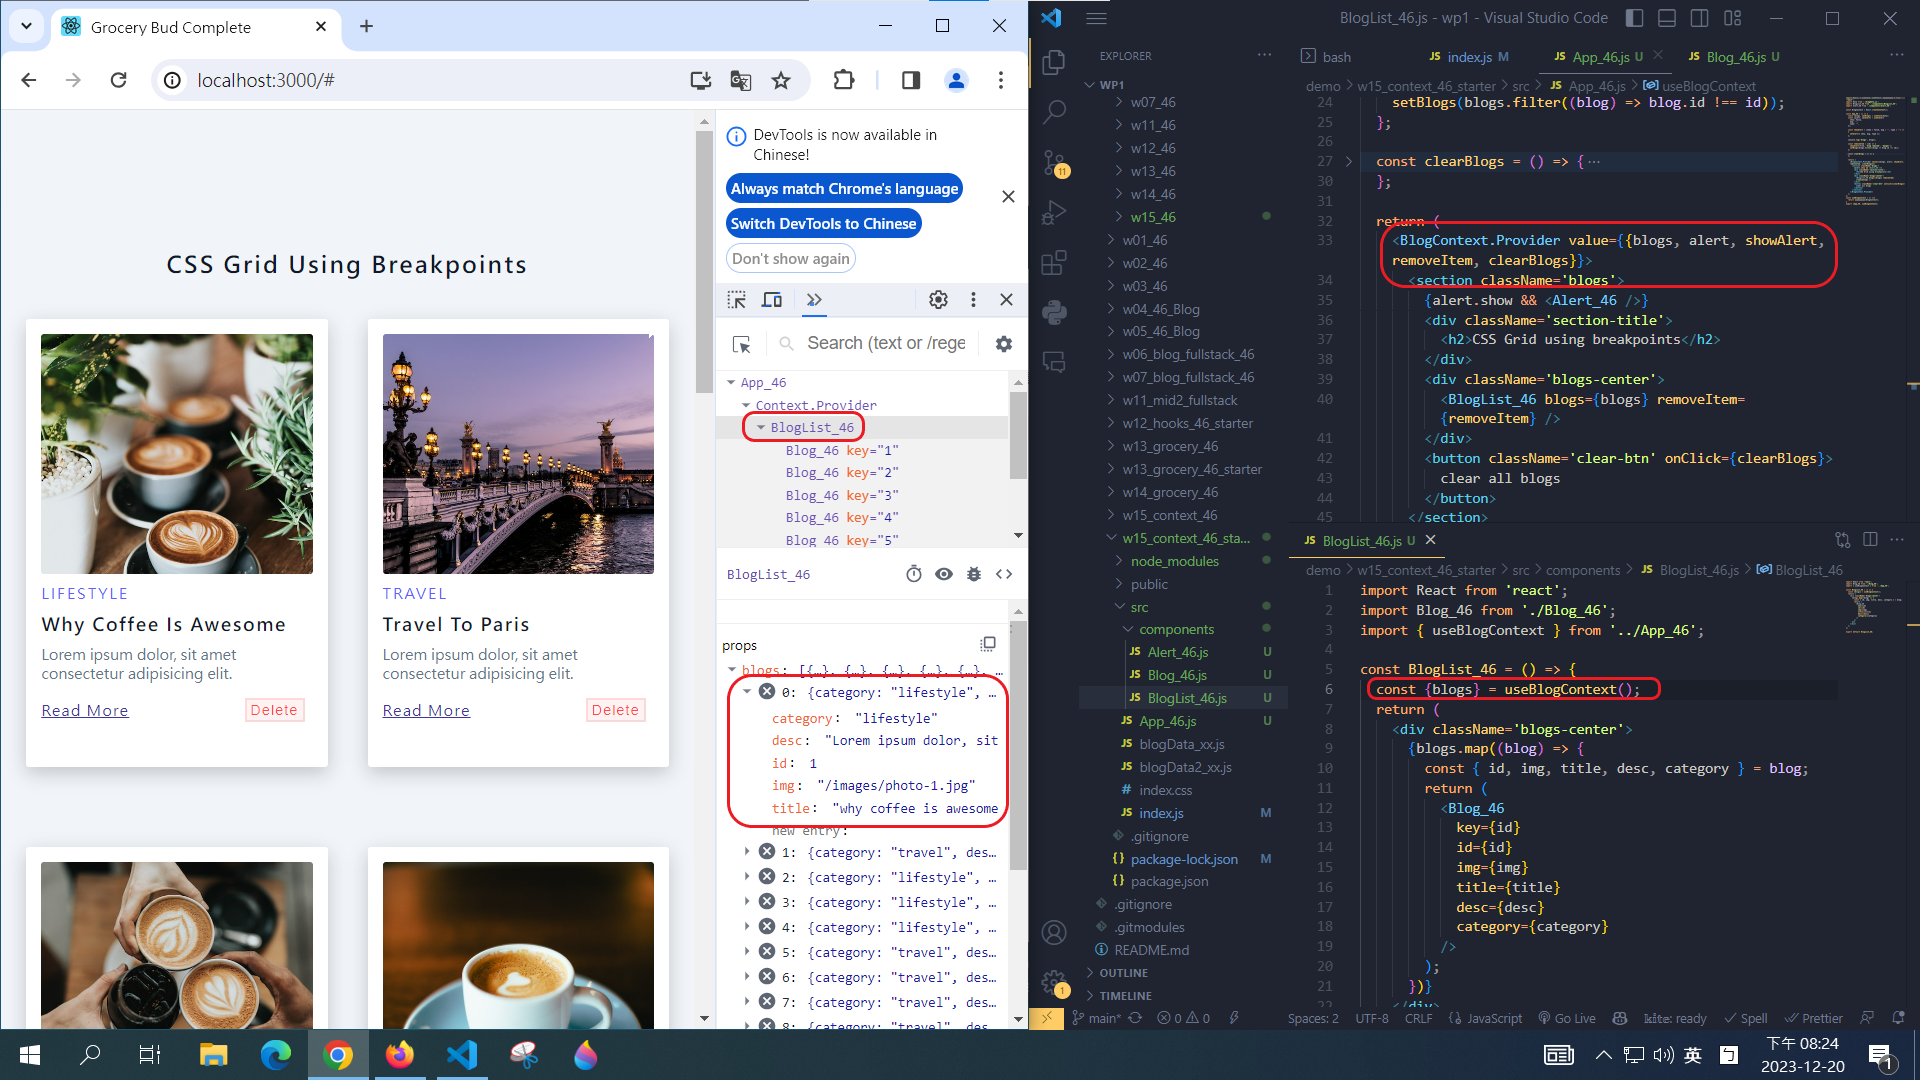 Grocery Bud Complete
localhost:3000/#
CSS Grid Using Breakpoints
LIFESTYLE
Why Coffee Is Awesome
Lorem ipsum dolor, sit amet
consectetur adipisicing elit.
Read More
Delete
TRAVEL
Travel To Paris
Lorem ipsum dolor, sit amet
consectetur adipisicing elit.
Read More
Delete
DevTools is now available in
Chinese!
Always match Chrome's language
Switch DevTools to Chinese
Don't show again
Search (text or /rege
App_46
Context.Provider
BlogList_46
Blog_46 key="1"
Blog_46 key="2"
Blog_46 key="3"
Blog_46 key="4"
Blog_46 key="5"
BlogList_46
props
blogs: [{…}, {…}, {…}, {…}, {…}, …
0: {category: "lifestyle", …
category: "lifestyle"
desc: "Lorem ipsum dolor, sit
id: 1
img: "/images/photo-1.jpg"
title: "why coffee is awesome
new entry:
1: {category: "travel", des…
2: {category: "lifestyle", …
3: {category: "lifestyle", …
4: {category: "lifestyle", …
5: {category: "travel", des…
6: {category: "travel", des…
7: {category: "travel", des…
8: {category: "travel", des…
BlogList_46.js - wp1 - Visual Studio Code
EXPLORER
WP1
w07_46
w11_46
w12_46
w13_46
w14_46
w15_46
w01_46
w02_46
w03_46
w04_46_Blog
w05_46_Blog
w06_blog_fullstack_46
w07_blog_fullstack_46
w11_mid2_fullstack
w12_hooks_46_starter
w13_grocery_46
w13_grocery_46_starter
w14_grocery_46
w15_context_46
w15_context_46_sta...
node_modules
public
src
components
JS Alert_46.js U
JS Blog_46.js U
JS BlogList_46.js U
JS App_46.js U
JS blogData_xx.js
JS blogData2_xx.js
# index.css
JS index.js M
.gitignore
{} package-lock.json M
{} package.json
.gitignore
.gitmodules
README.md
OUTLINE
TIMELINE
11
1
bash
JS index.js M
JS App_46.js U
JS Blog_46.js U
demo > w15_context_46_starter > src > JS App_46.js > useBlogContext
24 setBlogs(blogs.filter((blog) => blog.id !== id));
25 };
26
27 const clearBlogs = () => {···
30 };
31
32 return (
33 <BlogContext.Provider value={{blogs, alert, showAlert,
removeItem, clearBlogs}}>
34 <section className='blogs'>
35 {alert.show && <Alert_46 />}
36 <div className='section-title'>
37 <h2>CSS Grid using breakpoints</h2>
38 </div>
39 <div className='blogs-center'>
40 <BlogList_46 blogs={blogs} removeItem=
{removeItem} />
41 </div>
42 <button className='clear-btn' onClick={clearBlogs}>
43 clear all blogs
44 </button>
45 </section>
JS BlogList_46.js U
demo > w15_context_46_starter > src > components > JS BlogList_46.js > BlogList_46
1 import React from 'react';
2 import Blog_46 from './Blog_46';
3 import { useBlogContext } from '../App_46';
4
5 const BlogList_46 = () => {
6 const {blogs} = useBlogContext();
7 return (
8 <div className='blogs-center'>
9 {blogs.map((blog) => {
10 const { id, img, title, desc, category } = blog;
11 return (
12 <Blog_46
13 key={id}
14 id={id}
15 img={img}
16 title={title}
17 desc={desc}
18 category={category}
19 />
20 );
21 })}
22 </div>
main* 0 0
Spaces: 2
UTF-8
CRLF
{} JavaScript
Go Live
kite: ready
Spell
Prettier
英
ㄅ
下午 08:24
2023-12-20
1